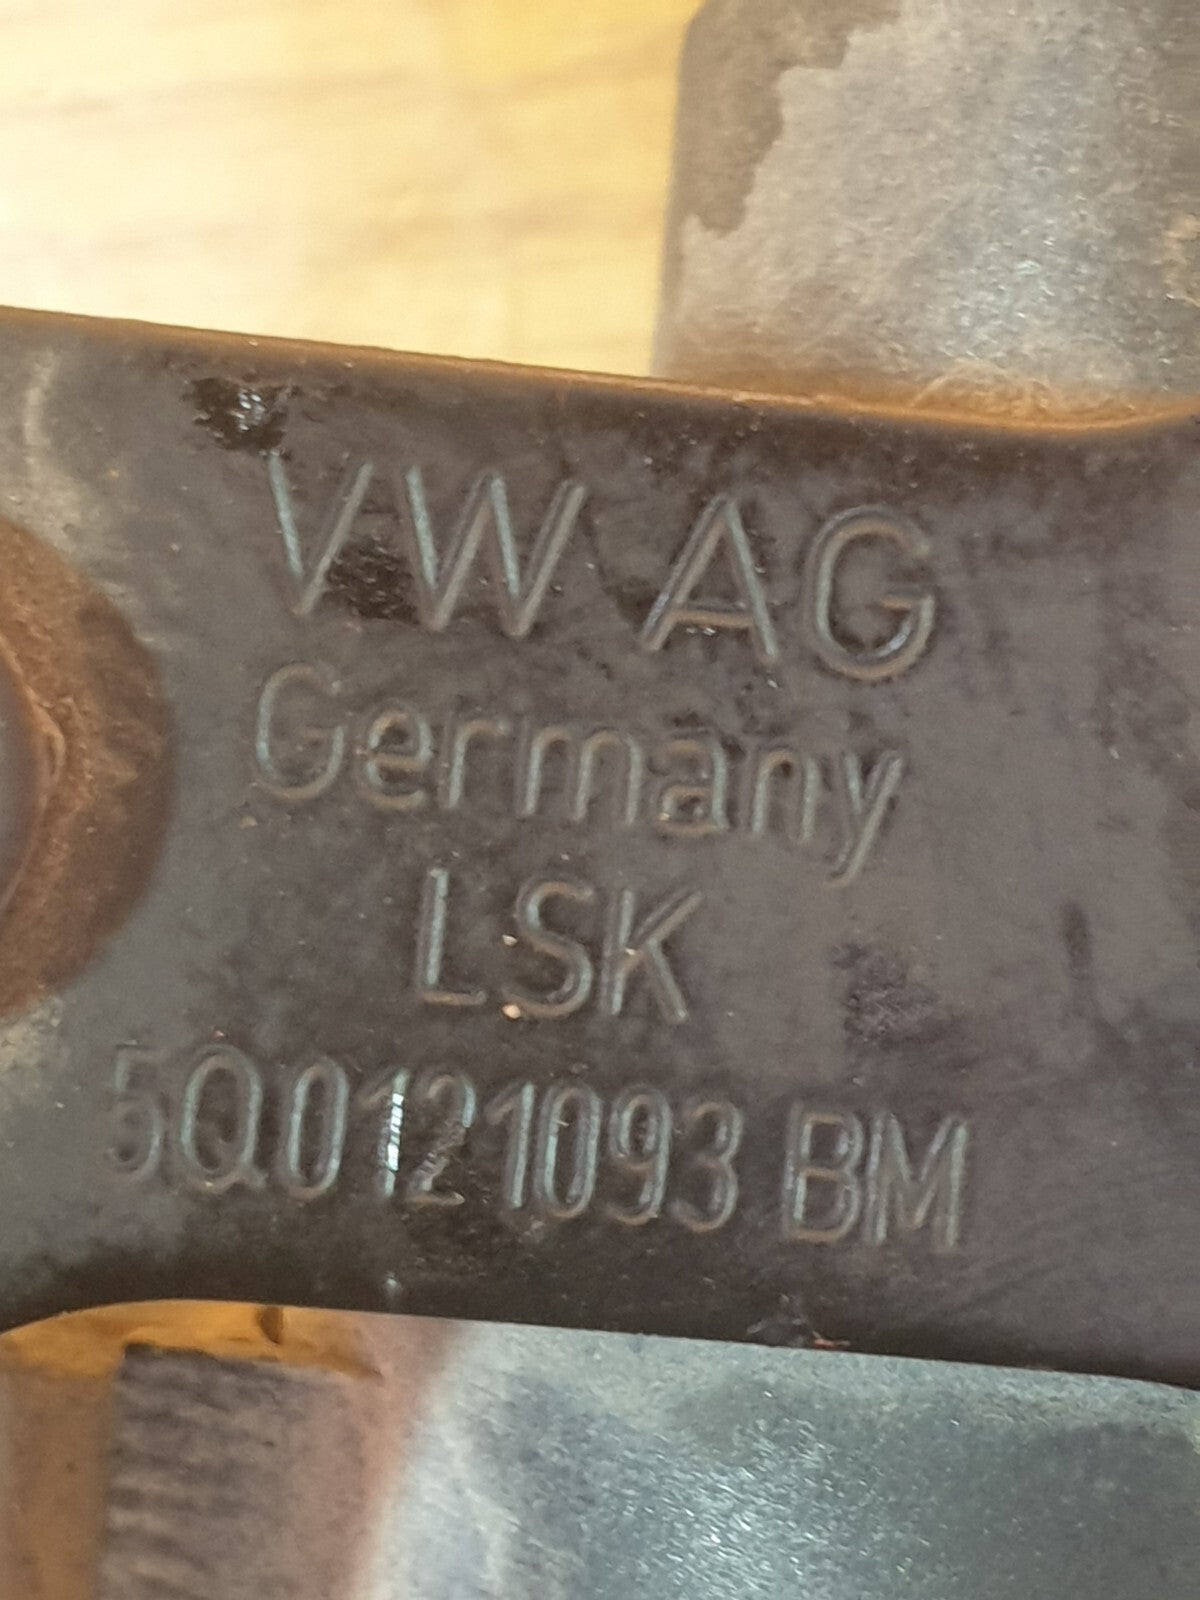 VW AG
Germany
LSK
5Q0121093 BM